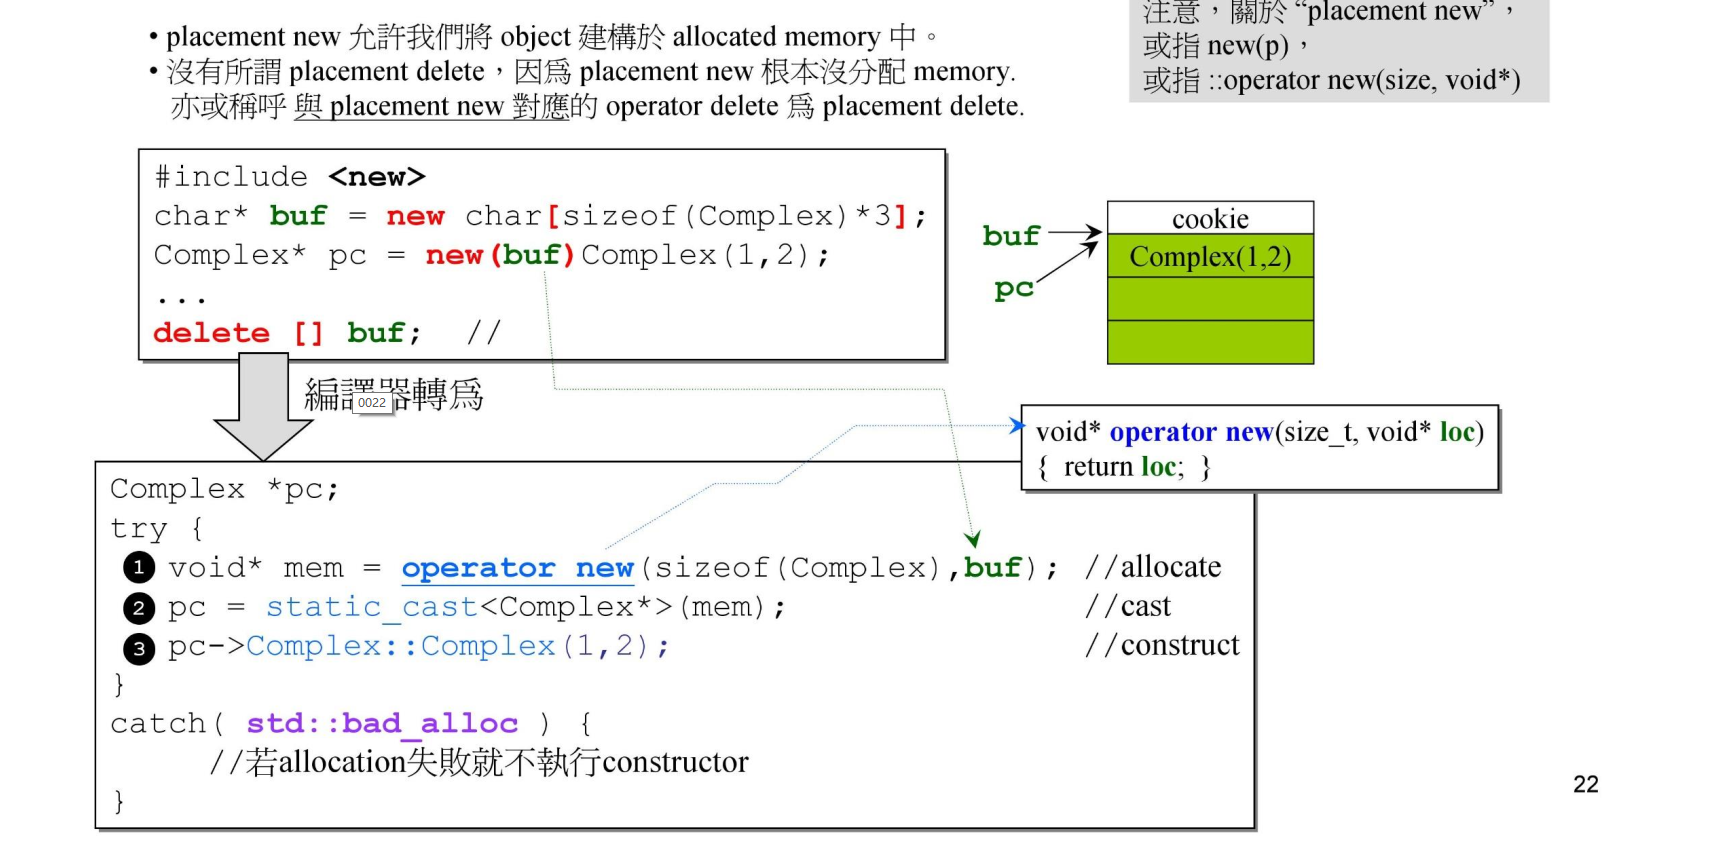 • placement new 允許我們將 object 建構於 allocated memory 中。
• 沒有所謂 placement delete，因為 placement new 根本沒分配 memory.
亦或稱呼 與 placement new 對應的 operator delete 為 placement delete.
注意，關於 “placement new”，
或指 new(p)，
或指 ::operator new(size, void*)
#include <new>
char* buf = new char[sizeof(Complex)*3];
Complex* pc = new(buf)Complex(1,2);
...
delete [] buf;  //
buf
pc
cookie
Complex(1,2)
編譯器轉為
0022
void* operator new(size_t, void* loc)
{ return loc; }
Complex *pc;
try {
1 void* mem = operator new(sizeof(Complex),buf); //allocate
2 pc = static_cast<Complex*>(mem); //cast
3 pc->Complex::Complex(1,2); //construct
}
catch( std::bad_alloc ) {
//若allocation失敗就不執行constructor
}
22